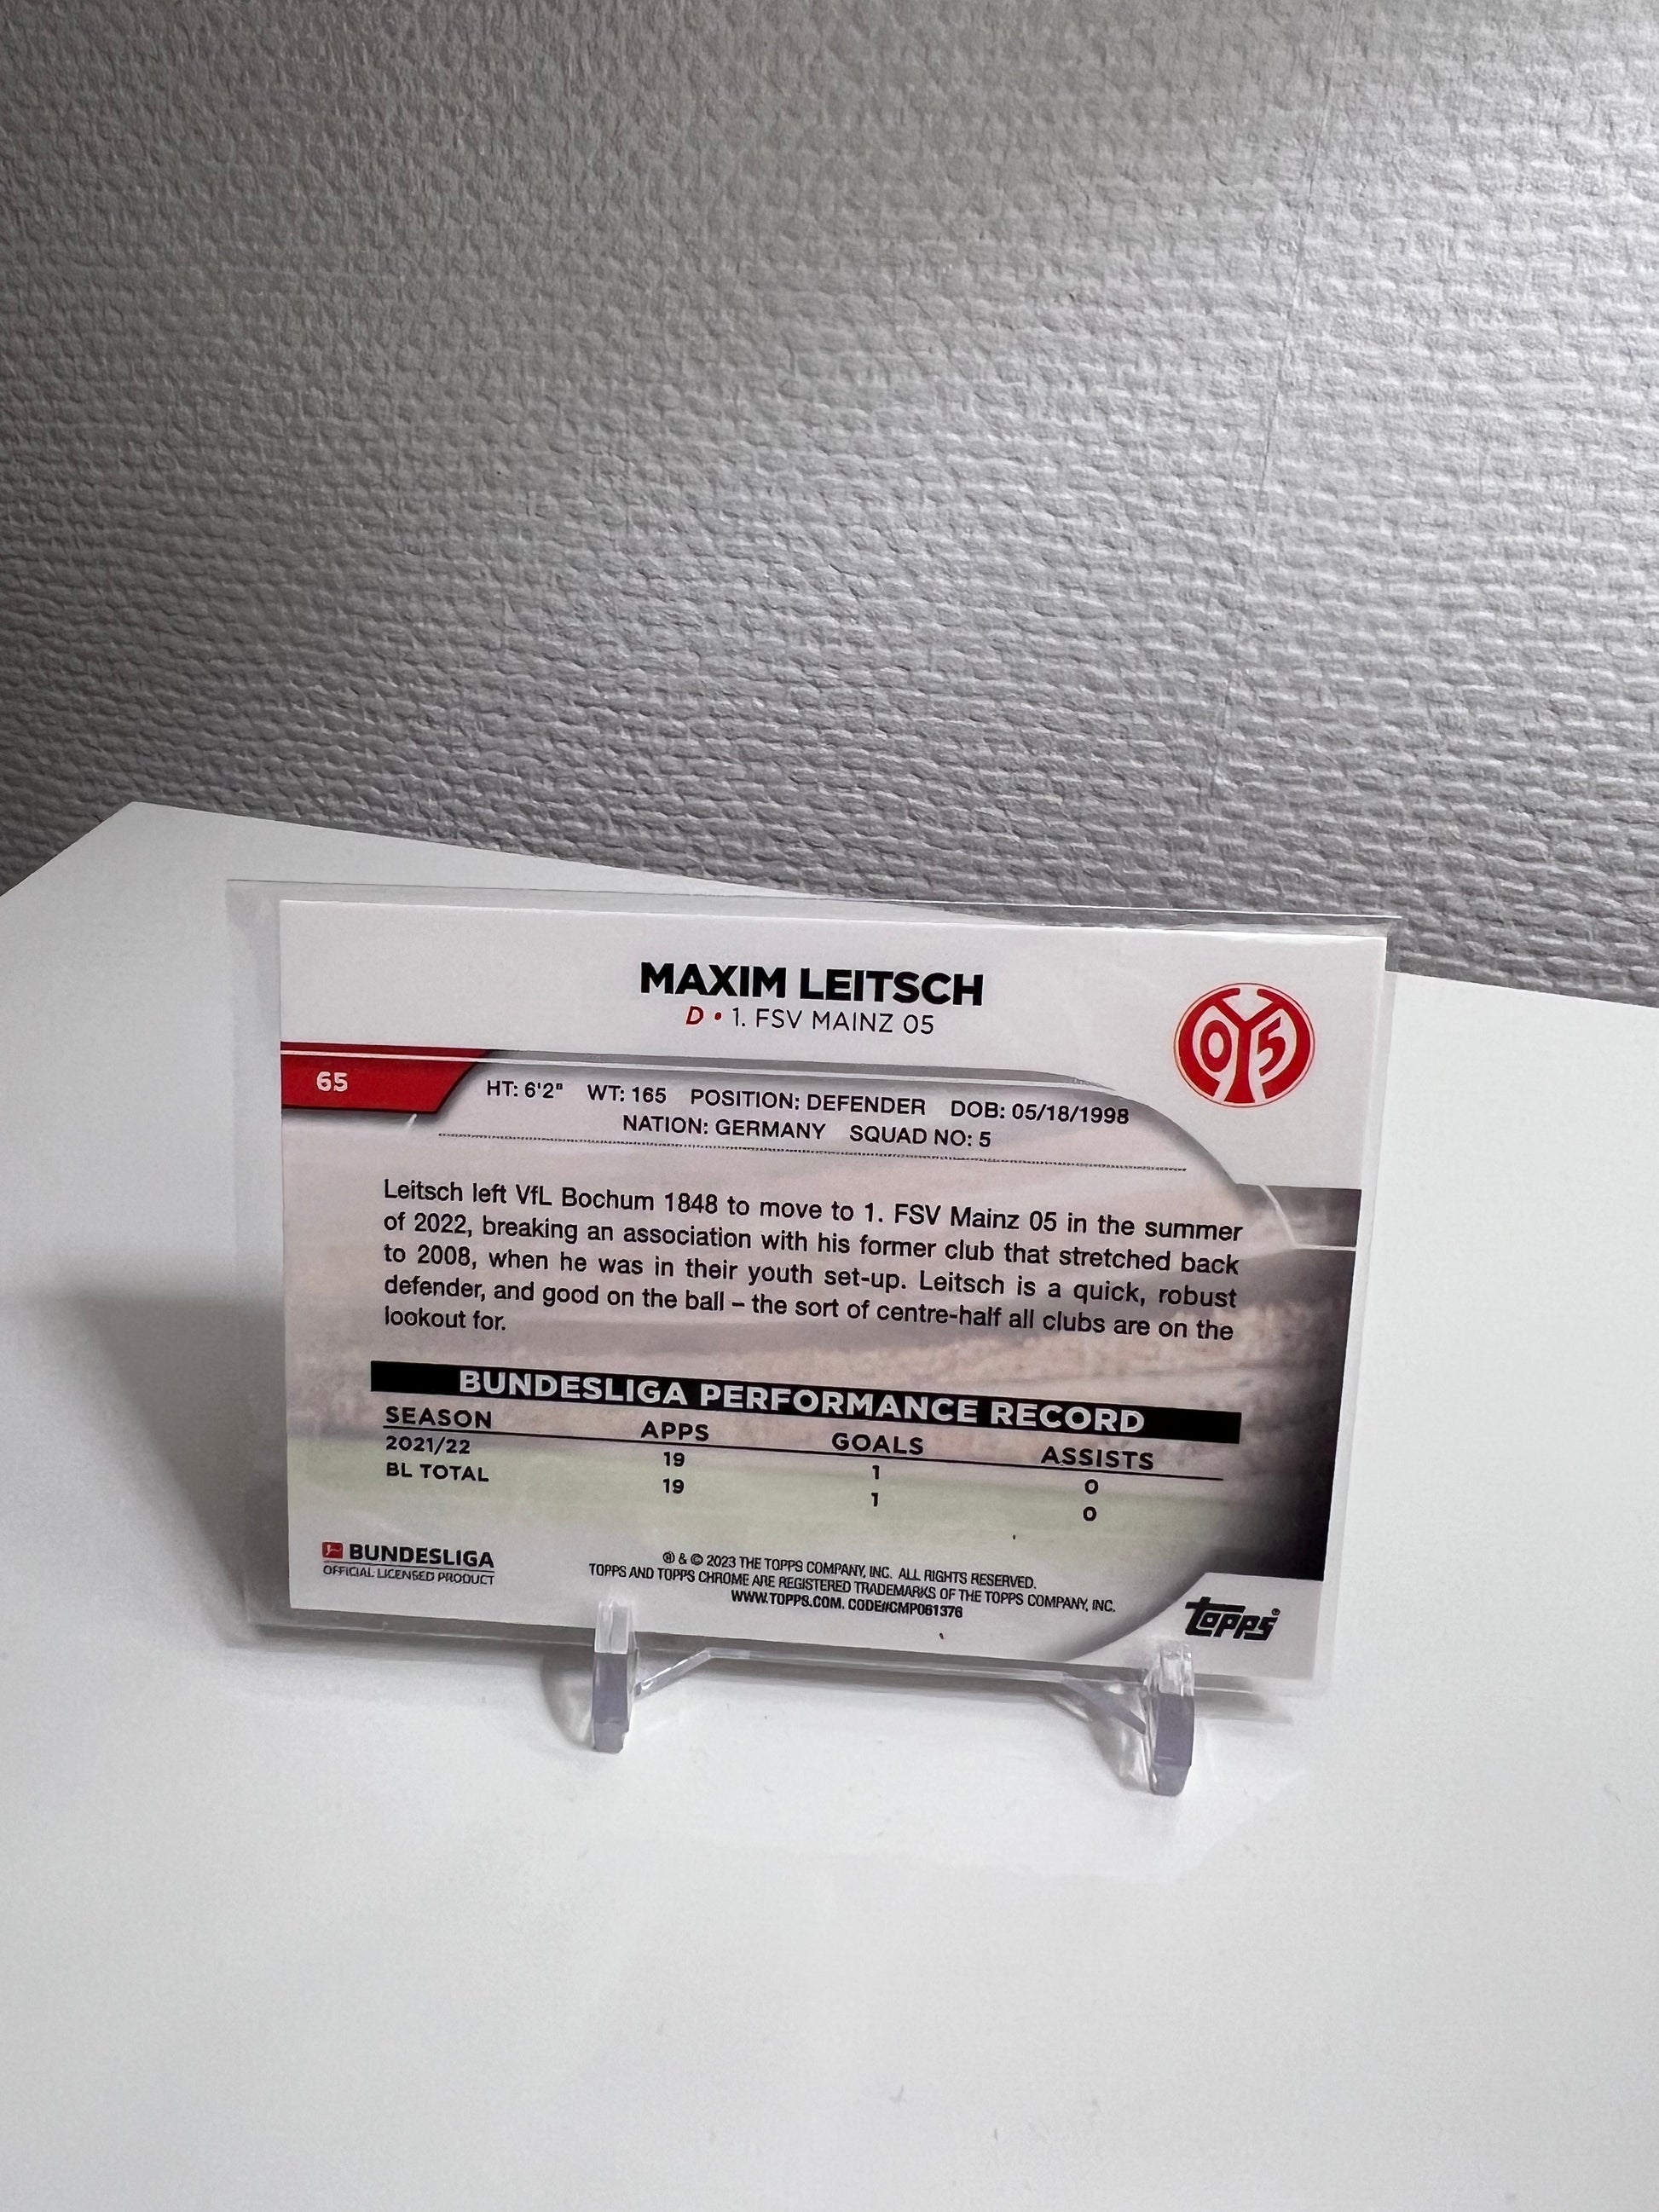 MAXIM LEITSCH
D • 1. FSV MAINZ 05
05
65
HT: 6'2" WT: 165 POSITION: DEFENDER DOB: 05/18/1998
NATION: GERMANY SQUAD NO: 5
Leitsch left VfL Bochum 1848 to move to 1. FSV Mainz 05 in the summer
of 2022, breaking an association with his former club that stretched back
to 2008, when he was in their youth set-up. Leitsch is a quick, robust
defender, and good on the ball – the sort of centre-half all clubs are on the
lookout for.
BUNDESLIGA PERFORMANCE RECORD
SEASON APPS GOALS ASSISTS
2021/22 19 1 0
BL TOTAL 19 1 0
BUNDESLIGA
OFFICIAL LICENSED PRODUCT
® & © 2023 THE TOPPS COMPANY, INC. ALL RIGHTS RESERVED.
TOPPS AND TOPPS CHROME ARE REGISTERED TRADEMARKS OF THE TOPPS COMPANY, INC.
WWW.TOPPS.COM. CODE#CMP061376
topps®